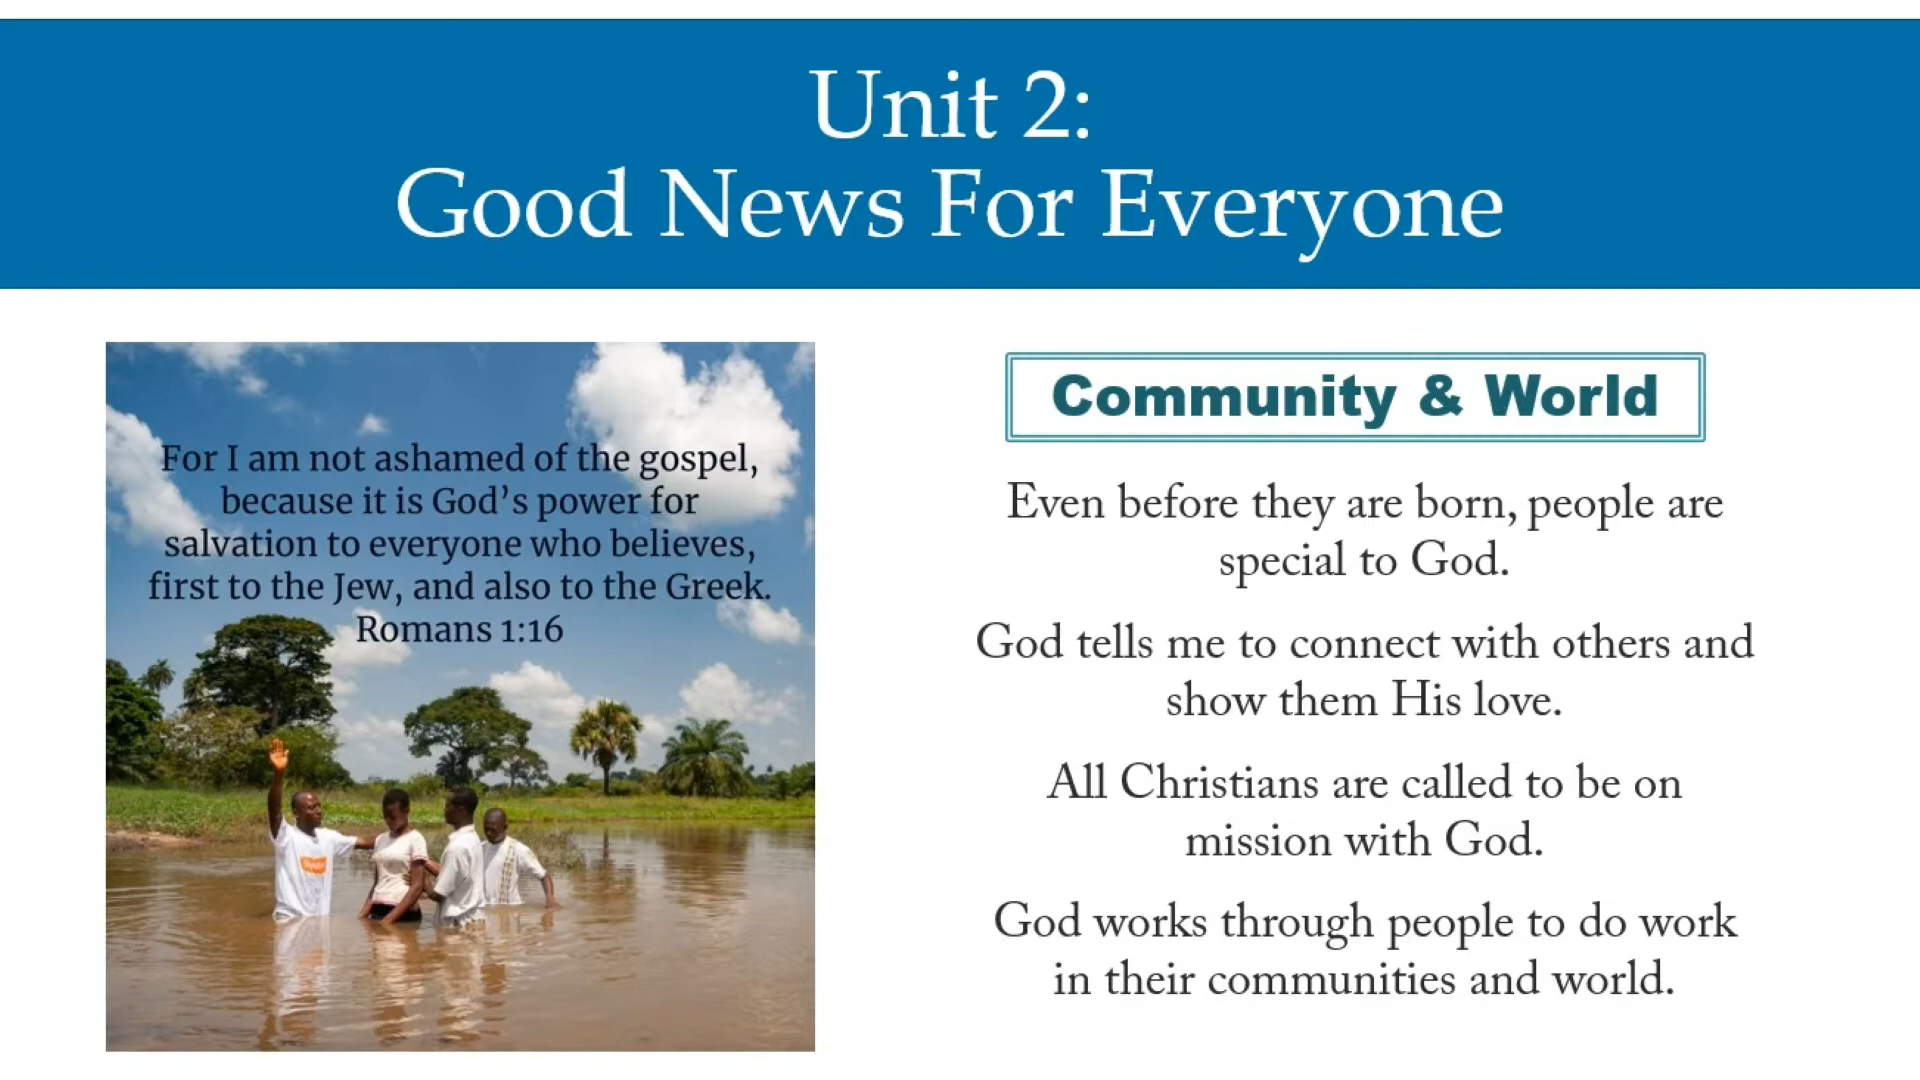 Unit 2:
Good News For Everyone
For I am not ashamed of the gospel,
because it is God’s power for
salvation to everyone who believes,
first to the Jew, and also to the Greek.
Romans 1:16
Community & World
Even before they are born, people are
special to God.
God tells me to connect with others and
show them His love.
All Christians are called to be on
mission with God.
God works through people to do work
in their communities and world.